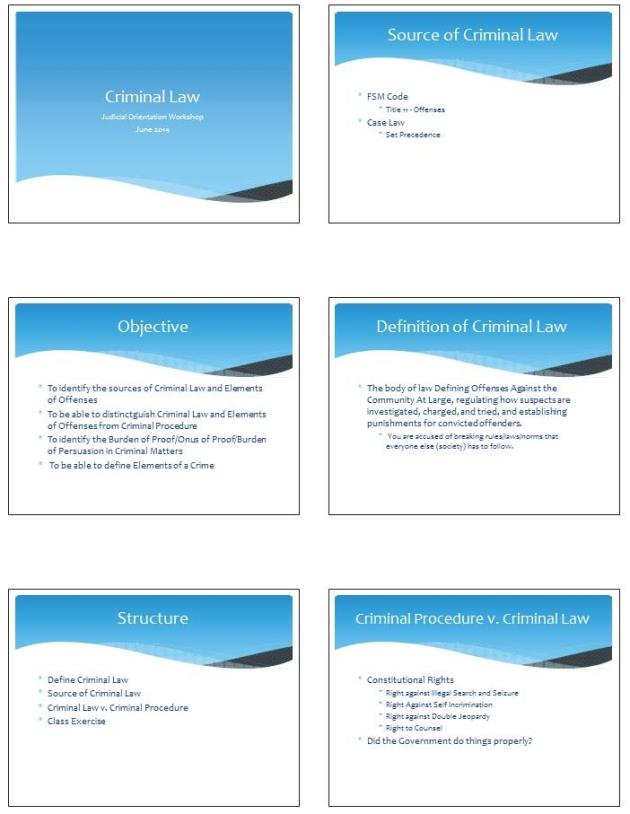 Criminal Law
Judicial Orientation Workshop
June 2014
Objective
To identify the sources of Criminal Law and Elements
of Offenses
To be able to distinctguish Criminal Law and Elements
of Offenses from Criminal Procedure
To identify the Burden of Proof/Onus of Proof/Burden
of Persuasion in Criminal Matters
To be able to define Elements of a Crime
Structure
Define Criminal Law
Source of Criminal Law
Criminal Law v. Criminal Procedure
Class Exercise
Source of Criminal Law
FSM Code
Title 11 - Offenses
Case Law
Set Precedence
Definition of Criminal Law
The body of law Defining Offenses Against the
Community At Large, regulating how suspects are
investigated, charged, and tried, and establishing
punishments for convicted offenders.
You are accused of breaking rules/laws/norms that
everyone else (society) has to follow.
Criminal Procedure v. Criminal Law
Constitutional Rights
Right against Illegal Search and Seizure
Right Against Self Incrimination
Right against Double Jeopardy
Right to Counsel
Did the Government do things properly?